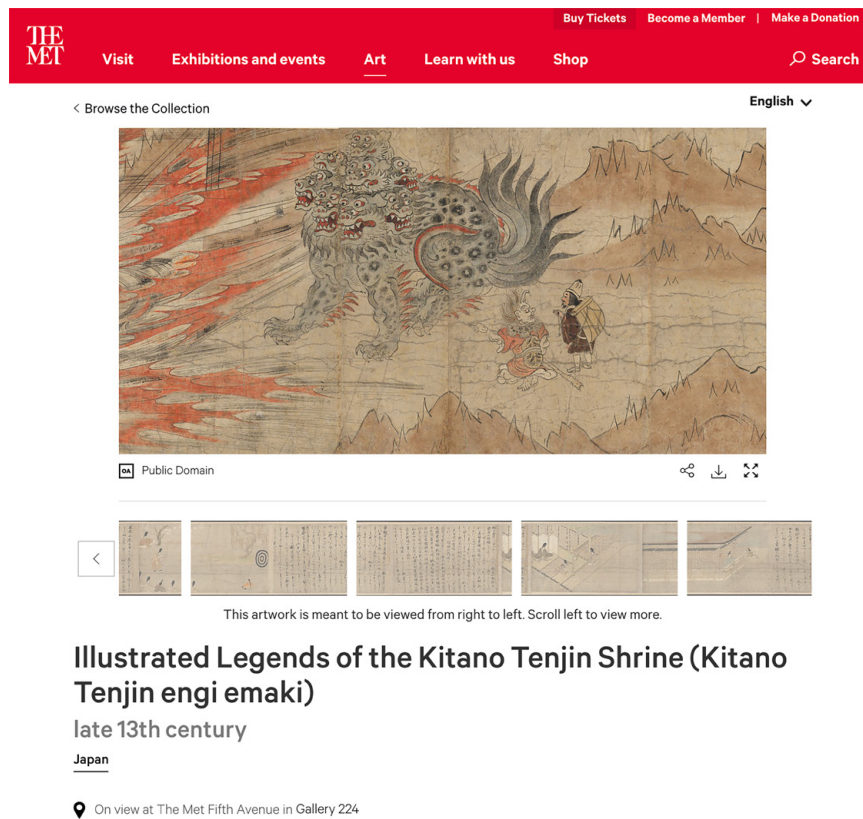 Buy Tickets Become a Member | Make a Donation
THE
MET
Visit Exhibitions and events Art Learn with us Shop Search
< Browse the Collection
English
OA Public Domain
This artwork is meant to be viewed from right to left. Scroll left to view more.
Illustrated Legends of the Kitano Tenjin Shrine (Kitano
Tenjin engi emaki)
late 13th century
Japan
On view at The Met Fifth Avenue in Gallery 224